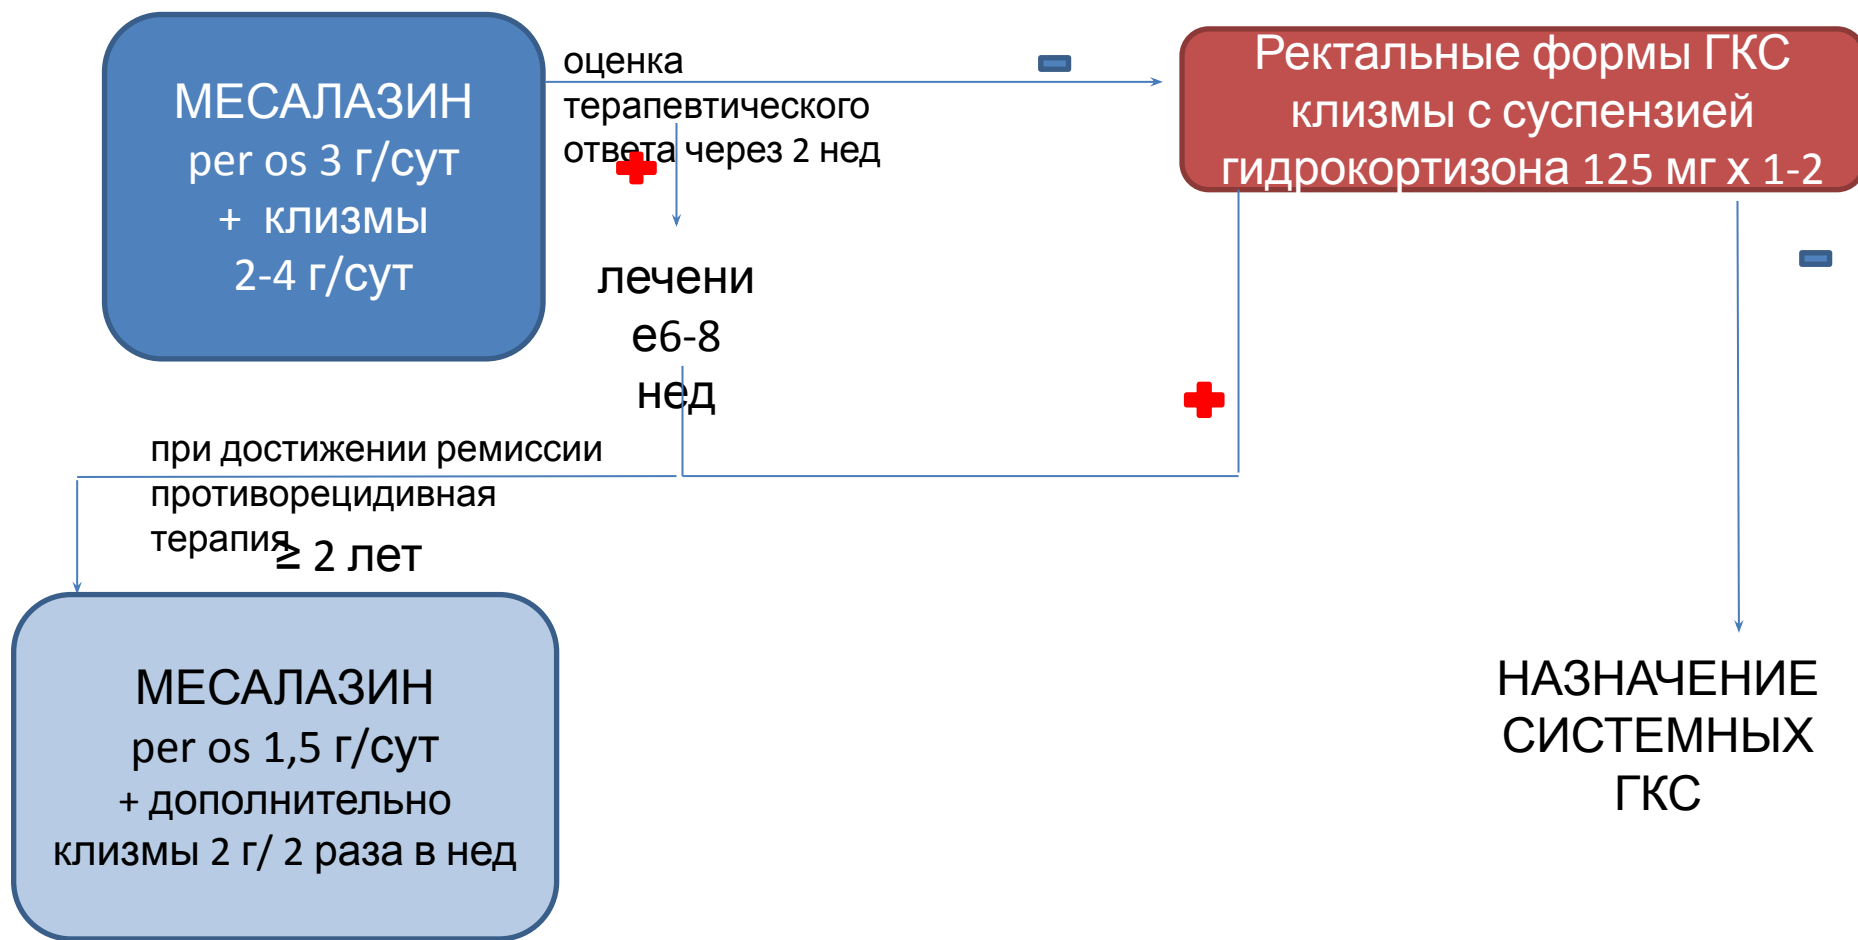 МЕСАЛАЗИН
per os 3 г/сут
+ клизмы
2-4 г/сут
оценка
терапевтического
ответа через 2 нед
Ректальные формы ГКС
клизмы с суспензией
гидрокортизона 125 мг х 1-2
лечени
е6-8
нед
при достижении ремиссии
противорецидивная
терапия
≥ 2 лет
МЕСАЛАЗИН
per os 1,5 г/сут
+ дополнительно
клизмы 2 г/ 2 раза в нед
НАЗНАЧЕНИЕ
СИСТЕМНЫХ
ГКС